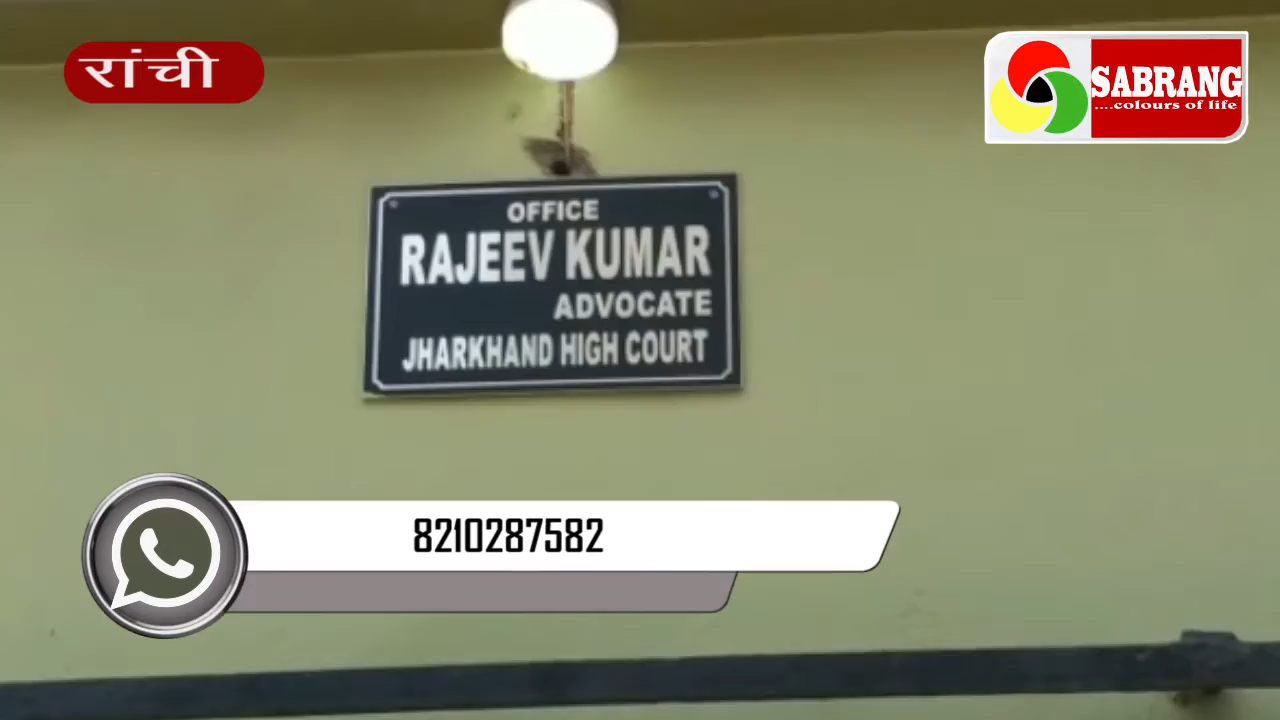 रांची
SABRANG
....colours of life
OFFICE
RAJEEV KUMAR
ADVOCATE
JHARKHAND HIGH COURT
8210287582